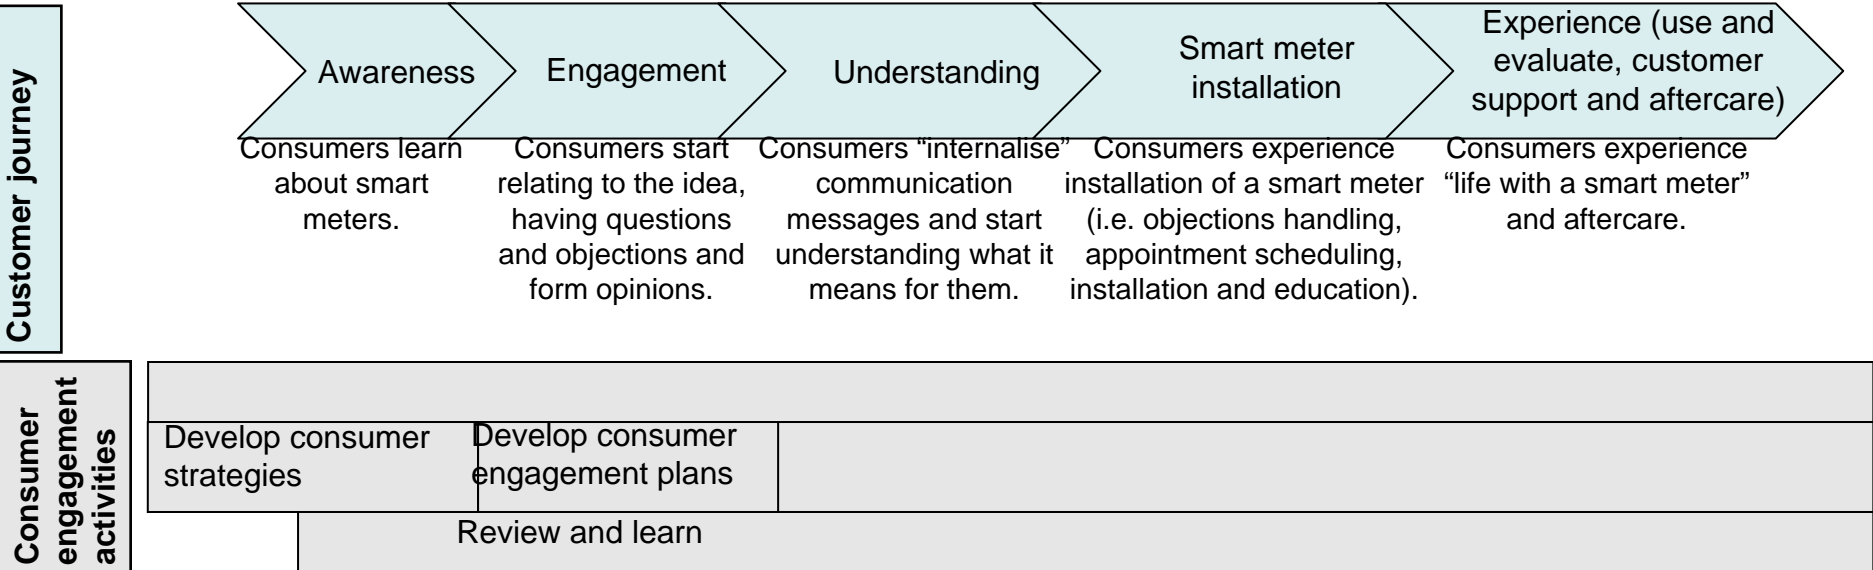 Customer journey
Awareness
Engagement
Understanding
Smart meter
installation
Experience (use and
evaluate, customer
support and aftercare)
Consumers learn
about smart
meters.
Consumers start
relating to the idea,
having questions
and objections and
form opinions.
Consumers “internalise”
communication
messages and start
understanding what it
means for them.
Consumers experience
installation of a smart meter
(i.e. objections handling,
appointment scheduling,
installation and education).
Consumers experience
“life with a smart meter”
and aftercare.
Consumer
engagement
activities
Develop consumer
strategies
Develop consumer
engagement plans
Review and learn